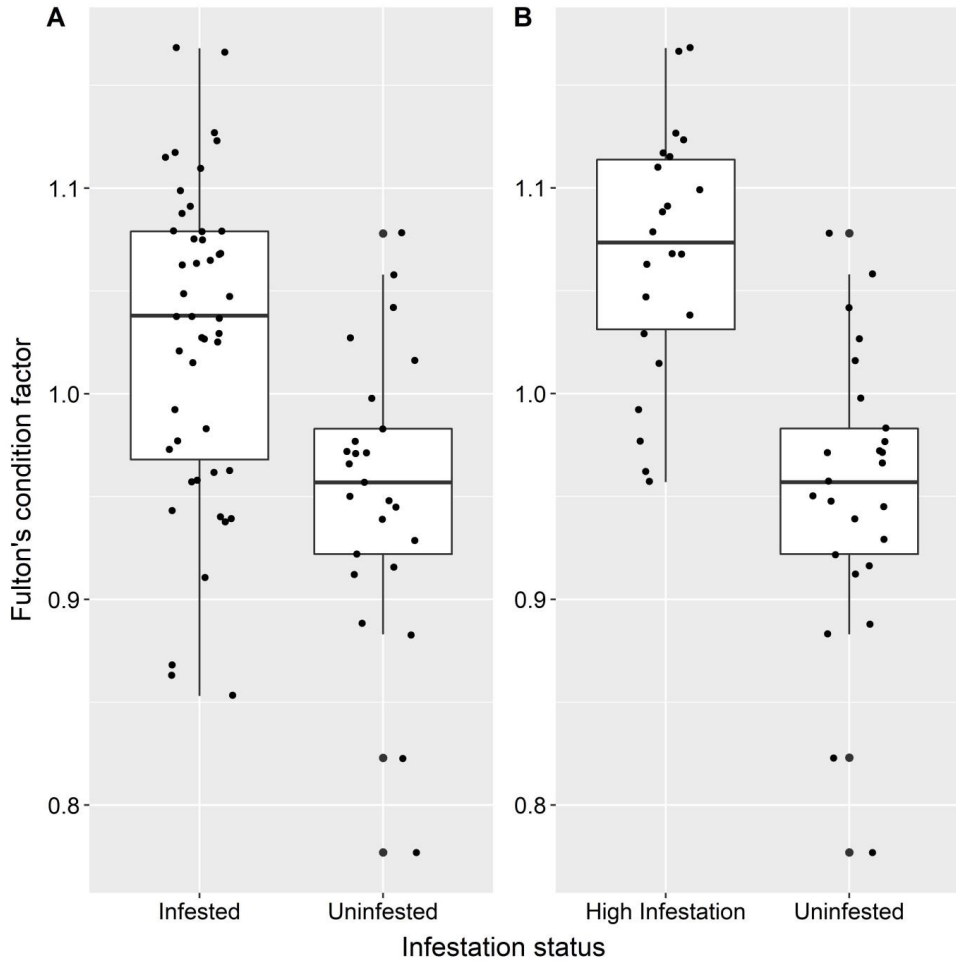 A
B
Fulton's condition factor
1.1
1.0
0.9
0.8
Infested
Uninfested
High Infestation
Uninfested
Infestation status